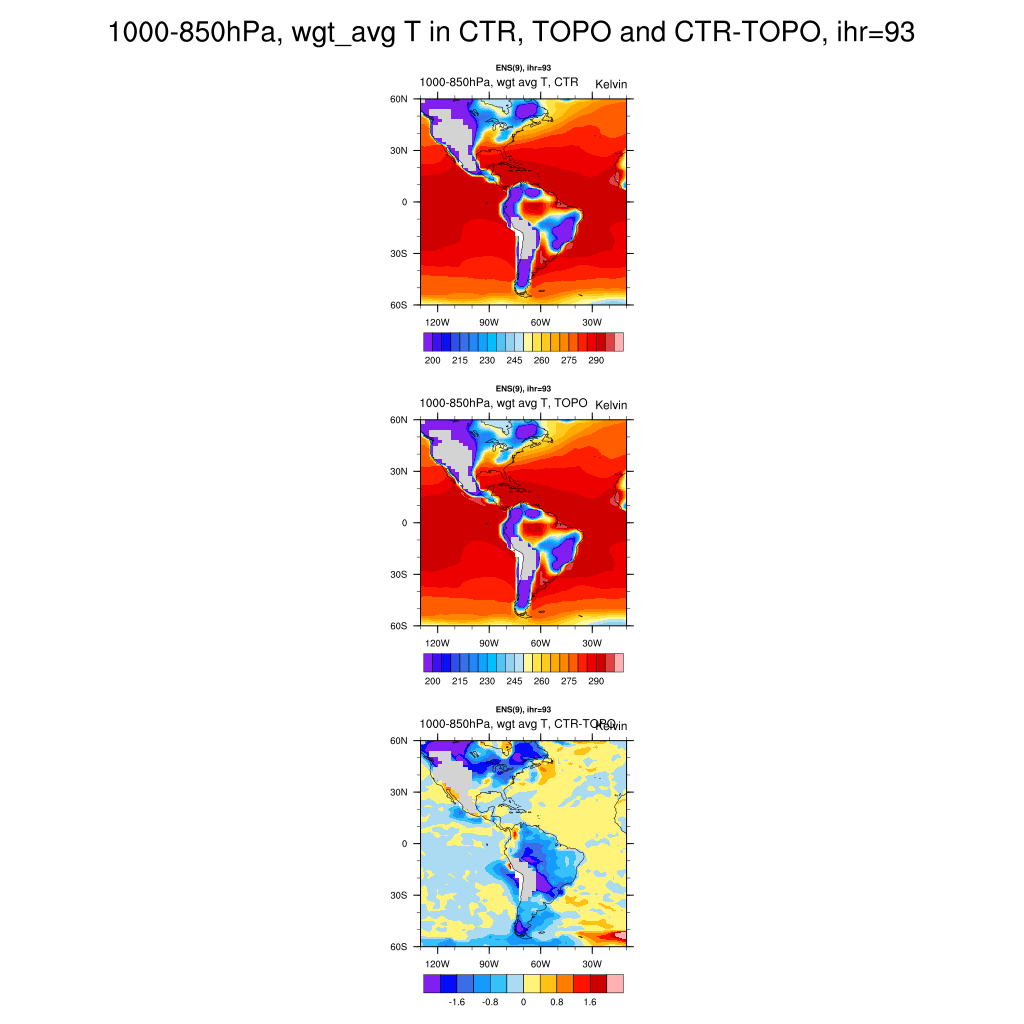 1000-850hPa, wgt_avg T in CTR, TOPO and CTR-TOPO, ihr=93
ENS(9), ihr=93
1000-850hPa, wgt avg T, CTR Kelvin
60N
30N
0
30S
60S
120W 90W 60W 30W
200 215 230 245 260 275 290
ENS(9), ihr=93
1000-850hPa, wgt avg T, TOPO Kelvin
60N
30N
0
30S
60S
120W 90W 60W 30W
200 215 230 245 260 275 290
ENS(9), ihr=93
1000-850hPa, wgt avg T, CTR-TOPO Kelvin
60N
30N
0
30S
60S
120W 90W 60W 30W
-1.6 -0.8 0 0.8 1.6